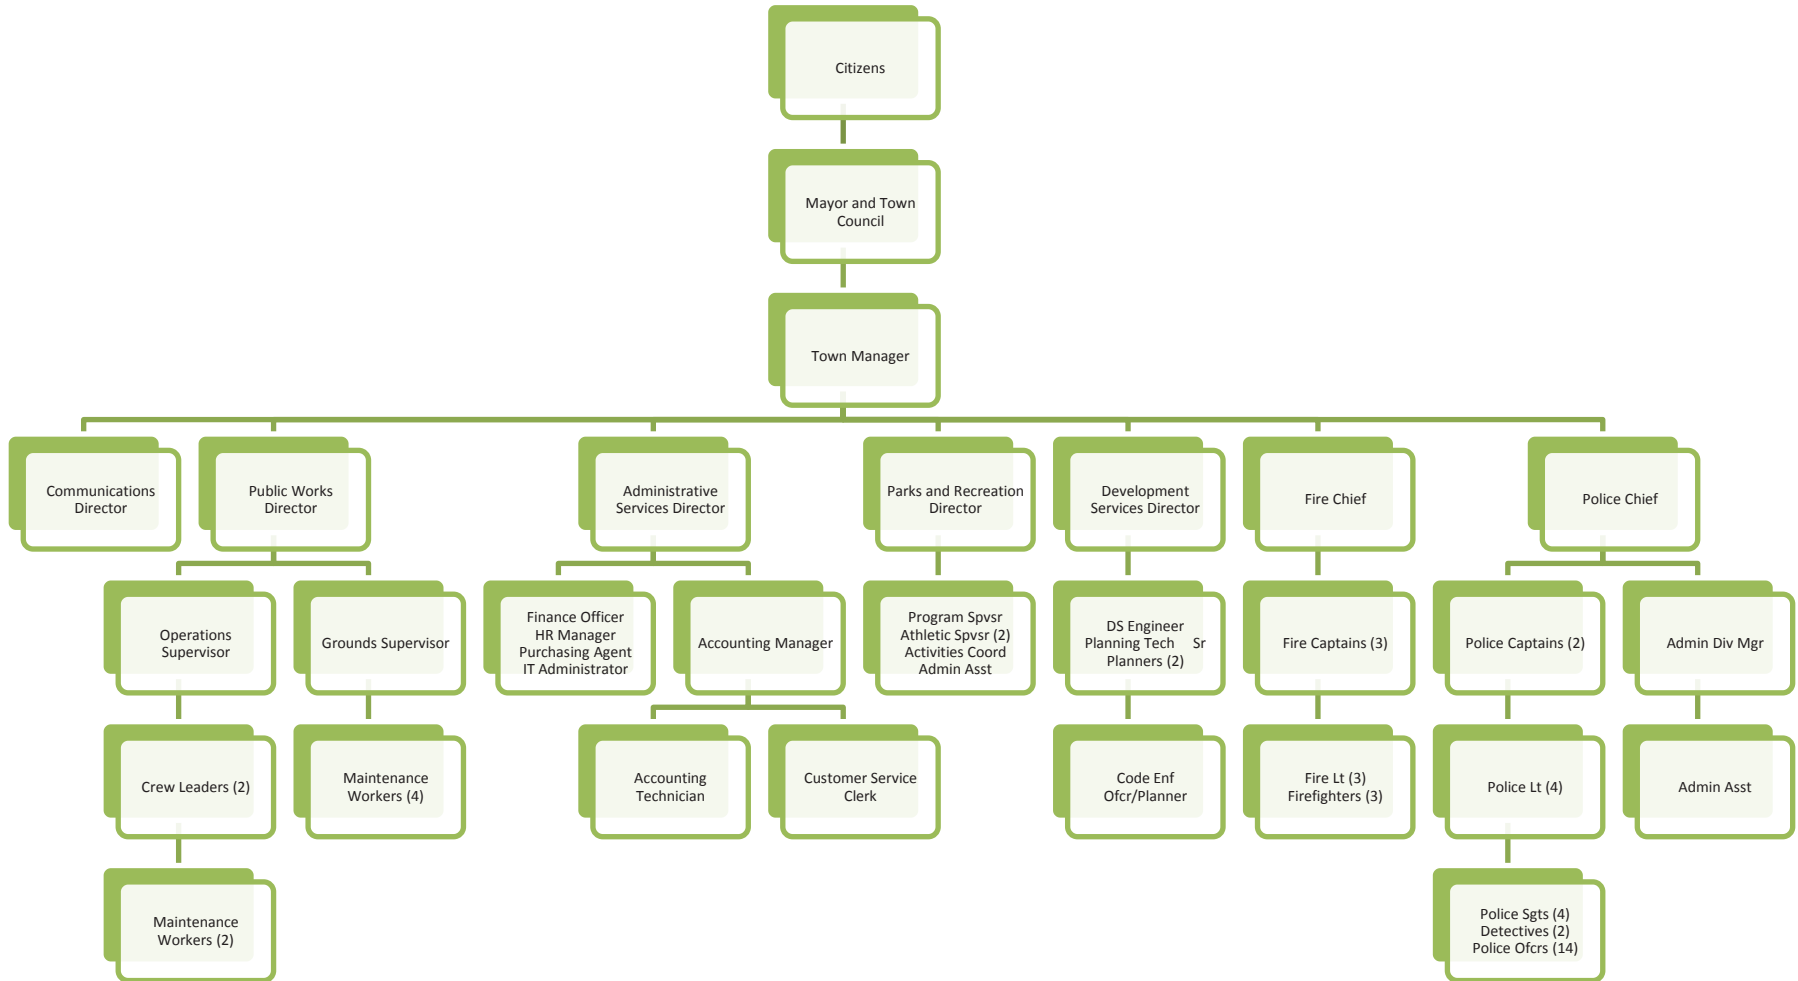 Citizens
Mayor and Town
Council
Town Manager
Communications
Director
Public Works
Director
Administrative
Services Director
Parks and Recreation
Director
Development
Services Director
Fire Chief
Police Chief
Operations
Supervisor
Grounds Supervisor
Finance Officer
HR Manager
Purchasing Agent
IT Administrator
Accounting Manager
Program Spvsr
Athletic Spvsr (2)
Activities Coord
Admin Asst
DS Engineer
Planning Tech Sr
Planners (2)
Fire Captains (3)
Police Captains (2)
Admin Div Mgr
Crew Leaders (2)
Maintenance
Workers (4)
Accounting
Technician
Customer Service
Clerk
Code Enf
Ofcr/Planner
Fire Lt (3)
Firefighters (3)
Police Lt (4)
Admin Asst
Maintenance
Workers (2)
Police Sgts (4)
Detectives (2)
Police Ofcrs (14)